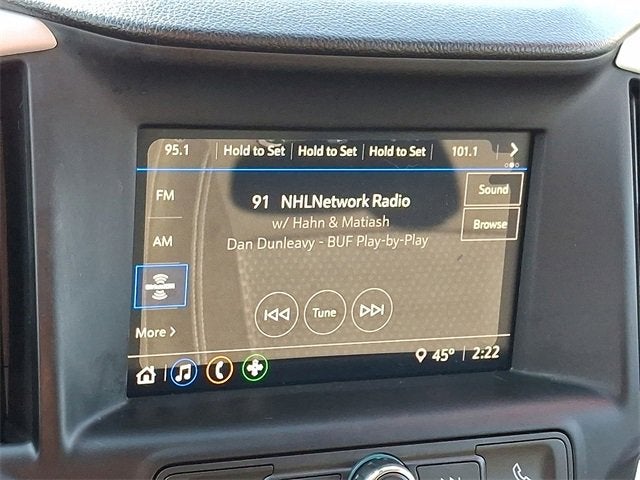 95.1 Hold to Set Hold to Set Hold to Set 101.1
FM
91 NHLNetwork Radio
Sound
w/ Hahn & Matiash
Browse
AM
Dan Dunleavy - BUF Play-by-Play
Tune
More
45° 2:22